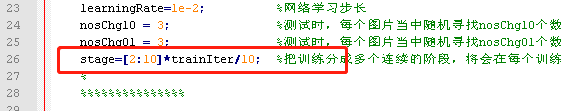 23 learningRate=1e-2; %网络学习步长
24 nosChg10 = 3; %测试时，每个图片当中随机寻找nosChg10个数
25 nosChg01 = 3; %测试时，每个图片当中随机寻找nosChg01个数
26 stage=[2:10]*trainIter/10; %把训练分成多个连续的阶段，将会在每个训练
27 %
28 %%%%%%%%%%%%%%%